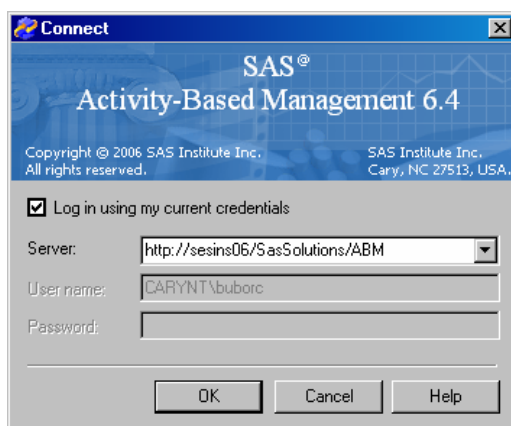 Connect
SAS®
Activity-Based Management 6.4
Copyright © 2006 SAS Institute Inc.
All rights reserved.
SAS Institute Inc.
Cary, NC 27513, USA.
Log in using my current credentials
Server: http://sesins06/SasSolutions/ABM
User name: CARYNT\buborc
Password:
OK Cancel Help